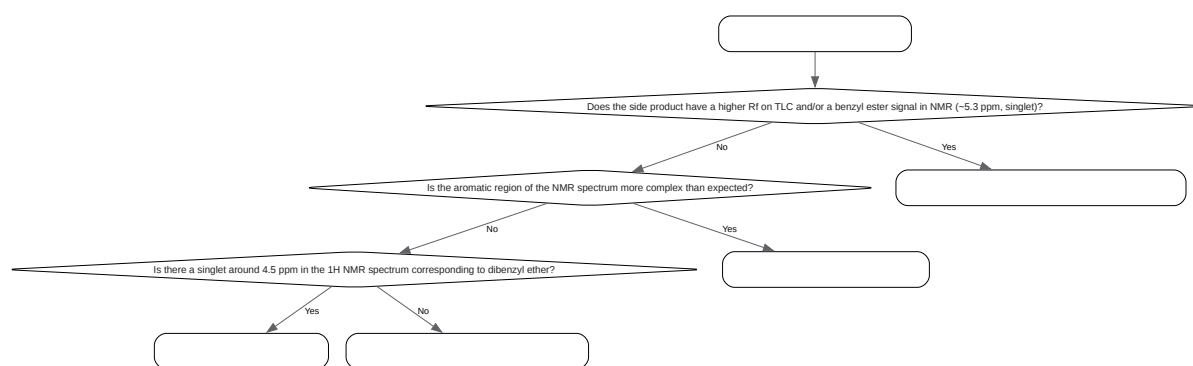 Does the side product have a higher Rf on TLC and/or a benzyl ester signal in NMR (~5.3 ppm, singlet)?
No
Yes
Is the aromatic region of the NMR spectrum more complex than expected?
No
Yes
Is there a singlet around 4.5 ppm in the 1H NMR spectrum corresponding to dibenzyl ether?
Yes
No